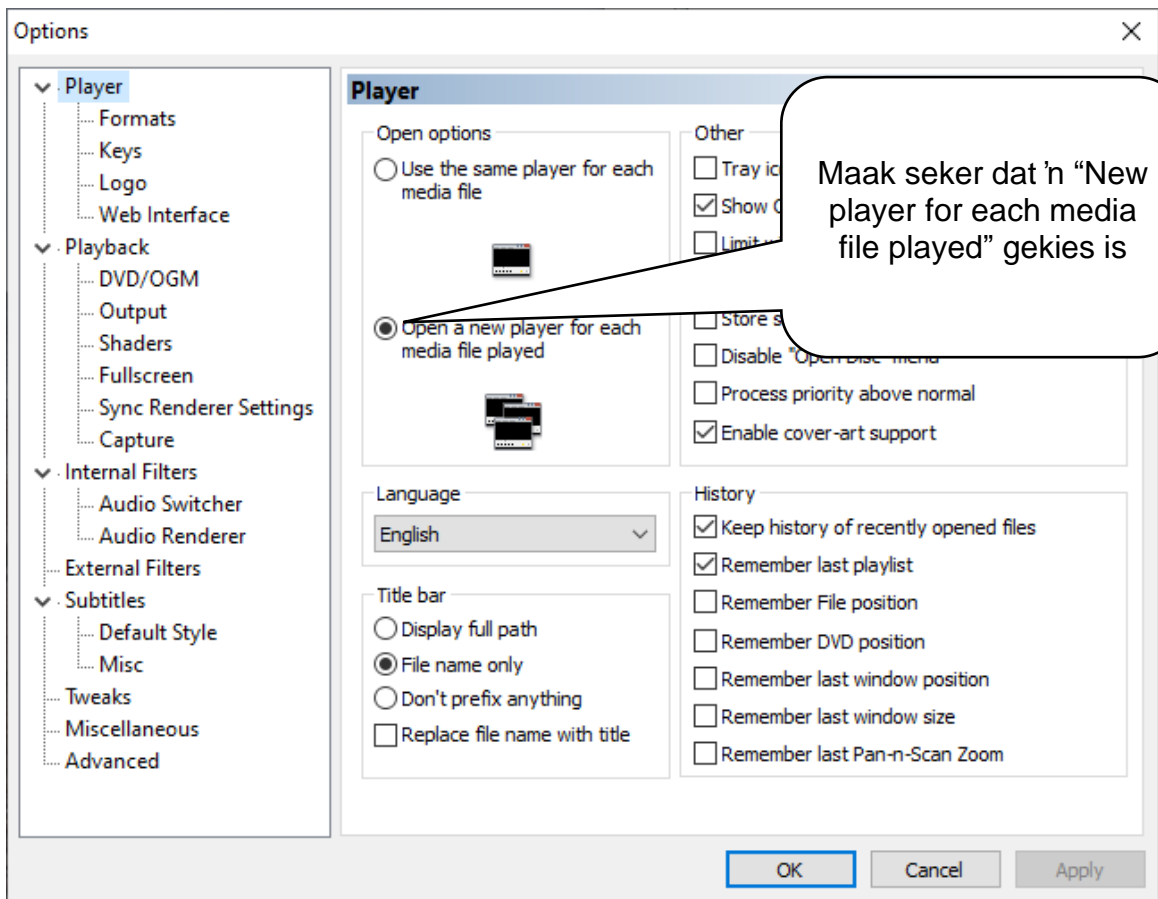 Options
Player
Formats
Keys
Logo
Web Interface
Playback
DVD/OGM
Output
Shaders
Fullscreen
Sync Renderer Settings
Capture
Internal Filters
Audio Switcher
Audio Renderer
External Filters
Subtitles
Default Style
Misc
Tweaks
Miscellaneous
Advanced
Player
Open options
Use the same player for each
media file
Open a new player for each
media file played
Language
English
Title bar
Display full path
File name only
Don't prefix anything
Replace file name with title
Other
Tray
Show
Limit
Store
Disable "Open Disc" menu
Process priority above normal
Enable cover-art support
History
Keep history of recently opened files
Remember last playlist
Remember File position
Remember DVD position
Remember last window position
Remember last window size
Remember last Pan-n-Scan Zoom
Maak seker dat 'n “New
player for each media
file played” gekies is
OK
Cancel
Apply